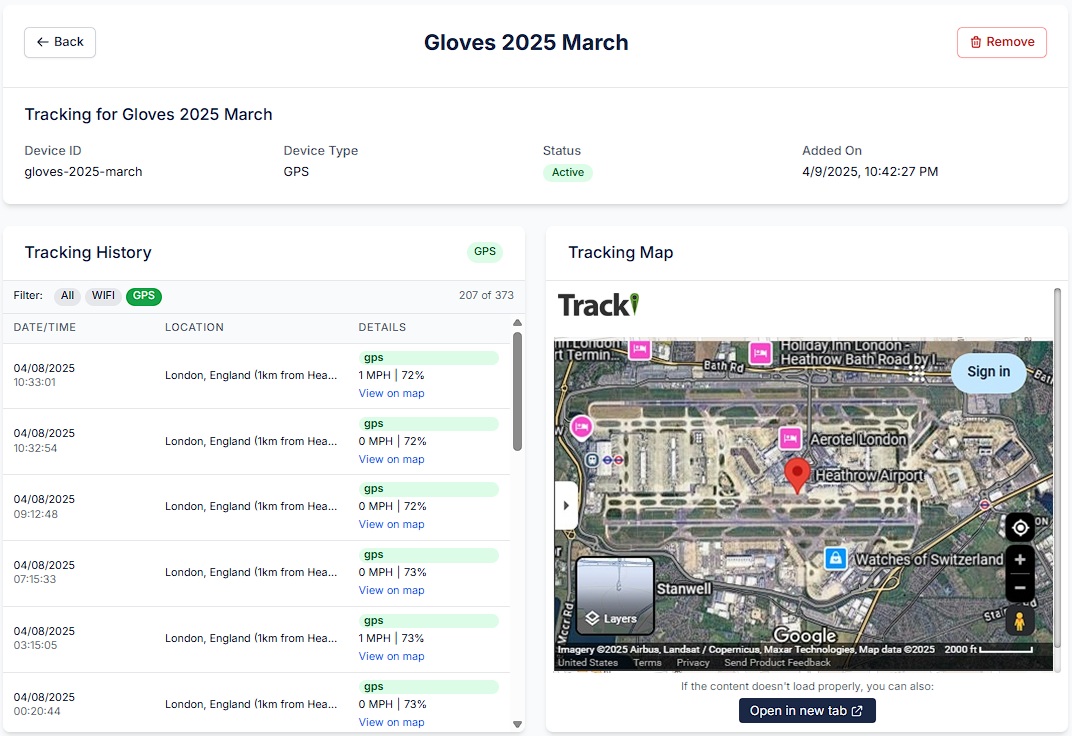 Back
Gloves 2025 March
Remove
Tracking for Gloves 2025 March
Device ID
Device Type
Status
Added On
gloves-2025-march
GPS
Active
4/9/2025, 10:42:27 PM
Tracking History
GPS
Filter:
All
WIFI
GPS
207 of 373
DATE/TIME
LOCATION
DETAILS
04/08/2025
10:33:01
London, England (1km from Hea...
gps
1 MPH | 72%
View on map
04/08/2025
10:32:54
London, England (1km from Hea...
gps
0 MPH | 72%
View on map
04/08/2025
09:12:48
London, England (1km from Hea...
gps
0 MPH | 72%
View on map
04/08/2025
07:15:33
London, England (1km from Hea...
gps
0 MPH | 73%
View on map
04/08/2025
03:15:05
London, England (1km from Hea...
gps
1 MPH | 73%
View on map
04/08/2025
00:20:44
London, England (1km from Hea...
gps
0 MPH | 73%
View on map
Tracking Map
Tracki
Inn London
rt Termin...
Holiday Inn London -
Heathrow Bath Road by I...
Bath Rd
Bat
Sign in
Aerotel London
Heathrow Airport
ON
Watches of Switzerland
Stanwell
Layers
Google
Imagery ©2025 Airbus, Landsat / Copernicus, Maxar Technologies, Map data ©2025
2000 ft
United States
Terms
Privacy
Send Product Feedback
If the content doesn't load properly, you can also:
Open in new tab